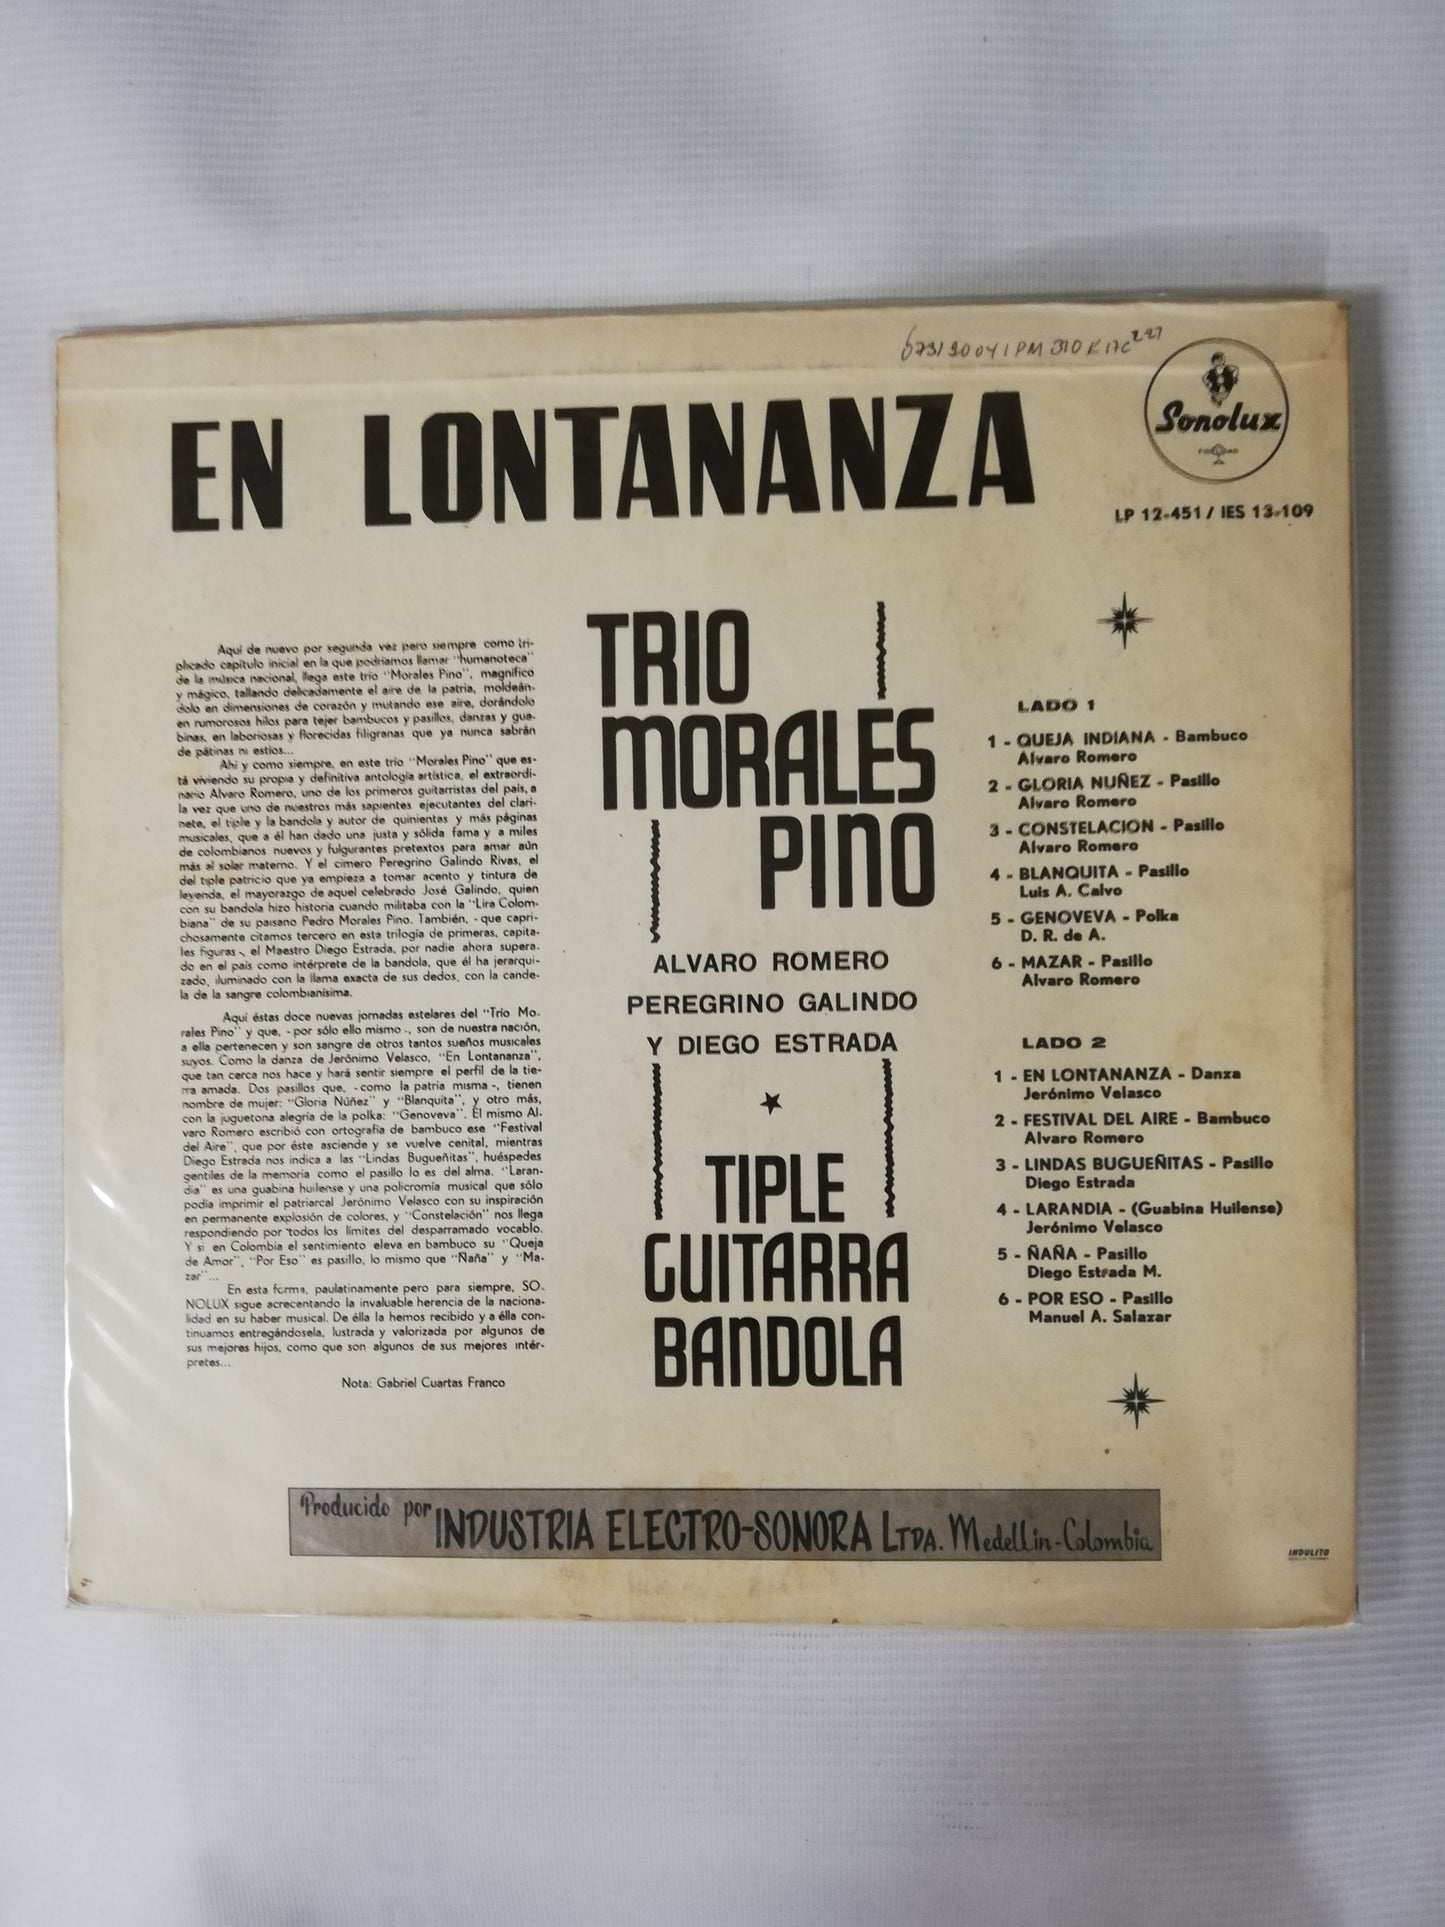 EN LONTANANZA
Sonolux
LP 12-451 / IES 13-109
Aquí de nuevo por segunda vez pero siempre como tri-
plicado capítulo inicial en la que podríamos llamar "humanoteca"
de la música nacional, llega este trío "Morales Pino", magnífico
y mágico, tallando delicadamente el aire de la patria, moldeán-
dolo en dimensiones de corazón y mutando ese aire, dorándolo
en rumorosos hilos para tejer bambucos y pasillos, danzas y gua-
binas, en laboriosas y florecidas filigranas que ya nunca sabrán
de pátinas ni estíos...
Ahí y como siempre, en este trío "Morales Pino" que es-
tá viviendo su propia y definitiva antología artística, el extraordi-
nario Alvaro Romero, uno de los primeros guitarristas del país, a
la vez que uno de nuestros más sapientes ejecutantes del clari-
nete, el tiple y la bandola y autor de quinientas y más páginas
musicales, que a él han dado una justa y sólida fama y a miles
de colombianos nuevos y fulgurantes pretextos para amar aún
más al solar materno. Y el cimero Peregrino Galindo Rivas, el
del tiple patricio que ya empieza a tomar acento y tintura de
leyenda, el mayorazgo de aquel celebrado José Galindo, quien
con su bandola hizo historia cuando militaba con la "Lira Colom-
biana" de su paisano Pedro Morales Pino. También, - que capri-
chosamente citamos tercero en esta trilogía de primeras, capita-
les figuras -, el Maestro Diego Estrada, por nadie ahora supera-
do en el país como intérprete de la bandola, que él ha jerarqui-
zado, iluminado con la llama exacta de sus dedos, con la cande-
la de la sangre colombianísima.
Aquí éstas doce nuevas jornadas estelares del "Trío Mo-
rales Pino" y que, - por sólo ello mismo -, son de nuestra nación,
a ella pertenecen y son sangre de otros tantos sueños musicales
suyos. Como la danza de Jerónimo Velasco, "En Lontananza",
que tan cerca nos hace y hará sentir siempre el perfil de la tie-
rra amada. Dos pasillos que, - como la patria misma -, tienen
nombre de mujer: "Gloria Núñez" y "Blanquita", y otro más,
con la juguetona alegría de la polka: "Genoveva". El mismo Al-
varo Romero escribió con ortografía de bambuco ese "Festival
del Aire", que por éste asciende y se vuelve cenital, mientras
Diego Estrada nos indica a las "Lindas Bugueñitas", huéspedes
gentiles de la memoria como el pasillo lo es del alma. "Laran-
dia" es una guabina huilense y una policromía musical que sólo
podía imprimir el patriarcal Jerónimo Velasco con su inspiración
en permanente explosión de colores, y "Constelación" nos llega
respondiendo por todos los límites del desparramado vocablo.
Y si en Colombia el sentimiento eleva en bambuco su "Queja
de Amor", "Por Eso" es pasillo, lo mismo que "Ñaña" y "Ma-
zar"...
En esta forma, paulatinamente pero para siempre, SO-
NOLUX sigue acrecentando la invaluable herencia de la naciona-
lidad en su haber musical. De élla la hemos recibido y a élla con-
tinuamos entregándosela, lustrada y valorizada por algunos de
sus mejores hijos, como que son algunos de sus mejores intér-
pretes...
Nota: Gabriel Cuartas Franco
TRIO
MORALES
PINO
ALVARO ROMERO
PEREGRINO GALINDO
Y DIEGO ESTRADA
TIPLE
GUITARRA
BANDOLA
LADO 1
1 - QUEJA INDIANA - Bambuco
Alvaro Romero
2 - GLORIA NUÑEZ - Pasillo
Alvaro Romero
3 - CONSTELACION - Pasillo
Alvaro Romero
4 - BLANQUITA - Pasillo
Luis A. Calvo
5 - GENOVEVA - Polka
D. R. de A.
6 - MAZAR - Pasillo
Alvaro Romero
LADO 2
1 - EN LONTANANZA - Danza
Jerónimo Velasco
2 - FESTIVAL DEL AIRE - Bambuco
Alvaro Romero
3 - LINDAS BUGUEÑITAS - Pasillo
Diego Estrada
4 - LARANDIA - (Guabina Huilense)
Jerónimo Velasco
5 - ÑAÑA - Pasillo
Diego Estrada M.
6 - POR ESO - Pasillo
Manuel A. Salazar
Producido por INDUSTRIA ELECTRO-SONORA LTDA. Medellin-Colombia
INDULITO